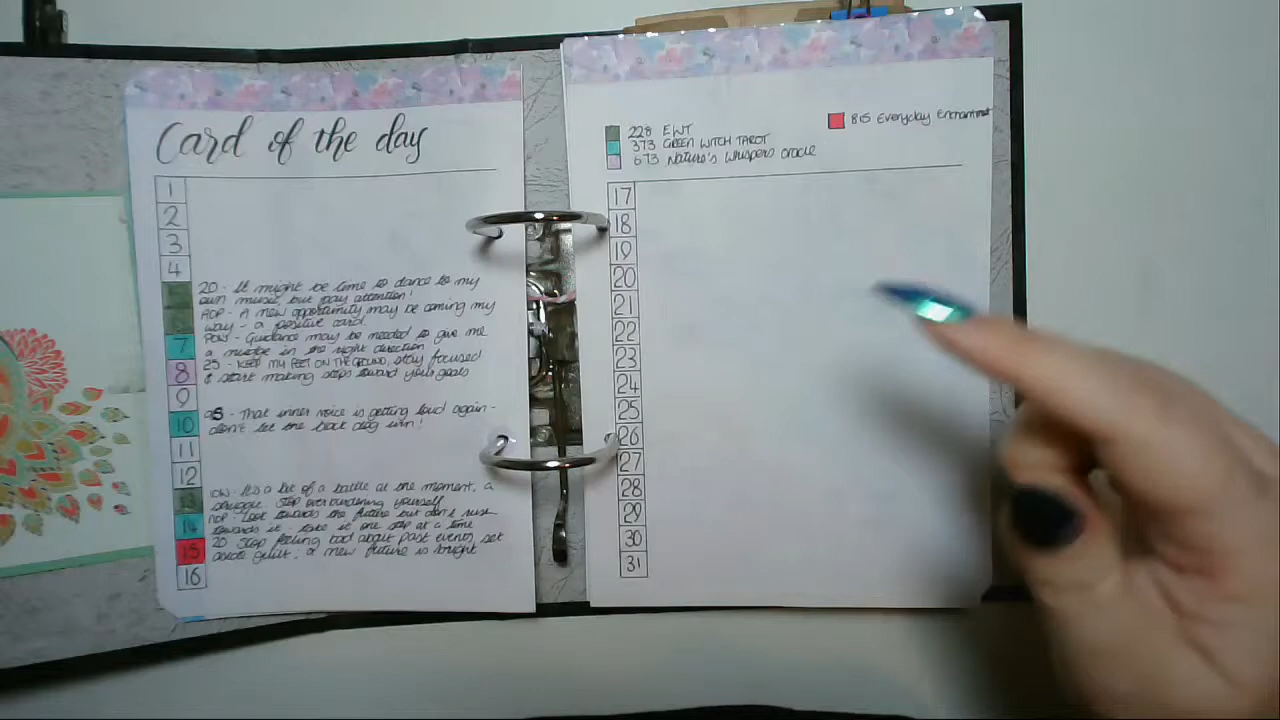 Card of the day
1
2
3
4
20 - It might be time to dance to my
own music, but pay attention!
AOP - A new opportunity may be coming my
way - a positive card.
7
POW - Guidance may be needed to give me
a nudge in the right direction
8
25 - KEEP MY FEET ON THE GROUND, stay focused
& start making steps toward your goals
9
10
9S - That inner voice is getting loud again -
don't let the black dog win!
11
12
13
10W - It's a bit of a battle at the moment, a
struggle. Stop overburdening yourself
14
Look towards the future but don't rush
towards it, take it one step at a time
15
20 Stop feeling bad about past events, set
aside guilt, a new future is bright
16
228 EWT
373 GREEN WITCH TAROT
673 Nature's Whispers Oracle
815 Everyday Enchantment
17
18
19
20
21
22
23
24
25
26
27
28
29
30
31